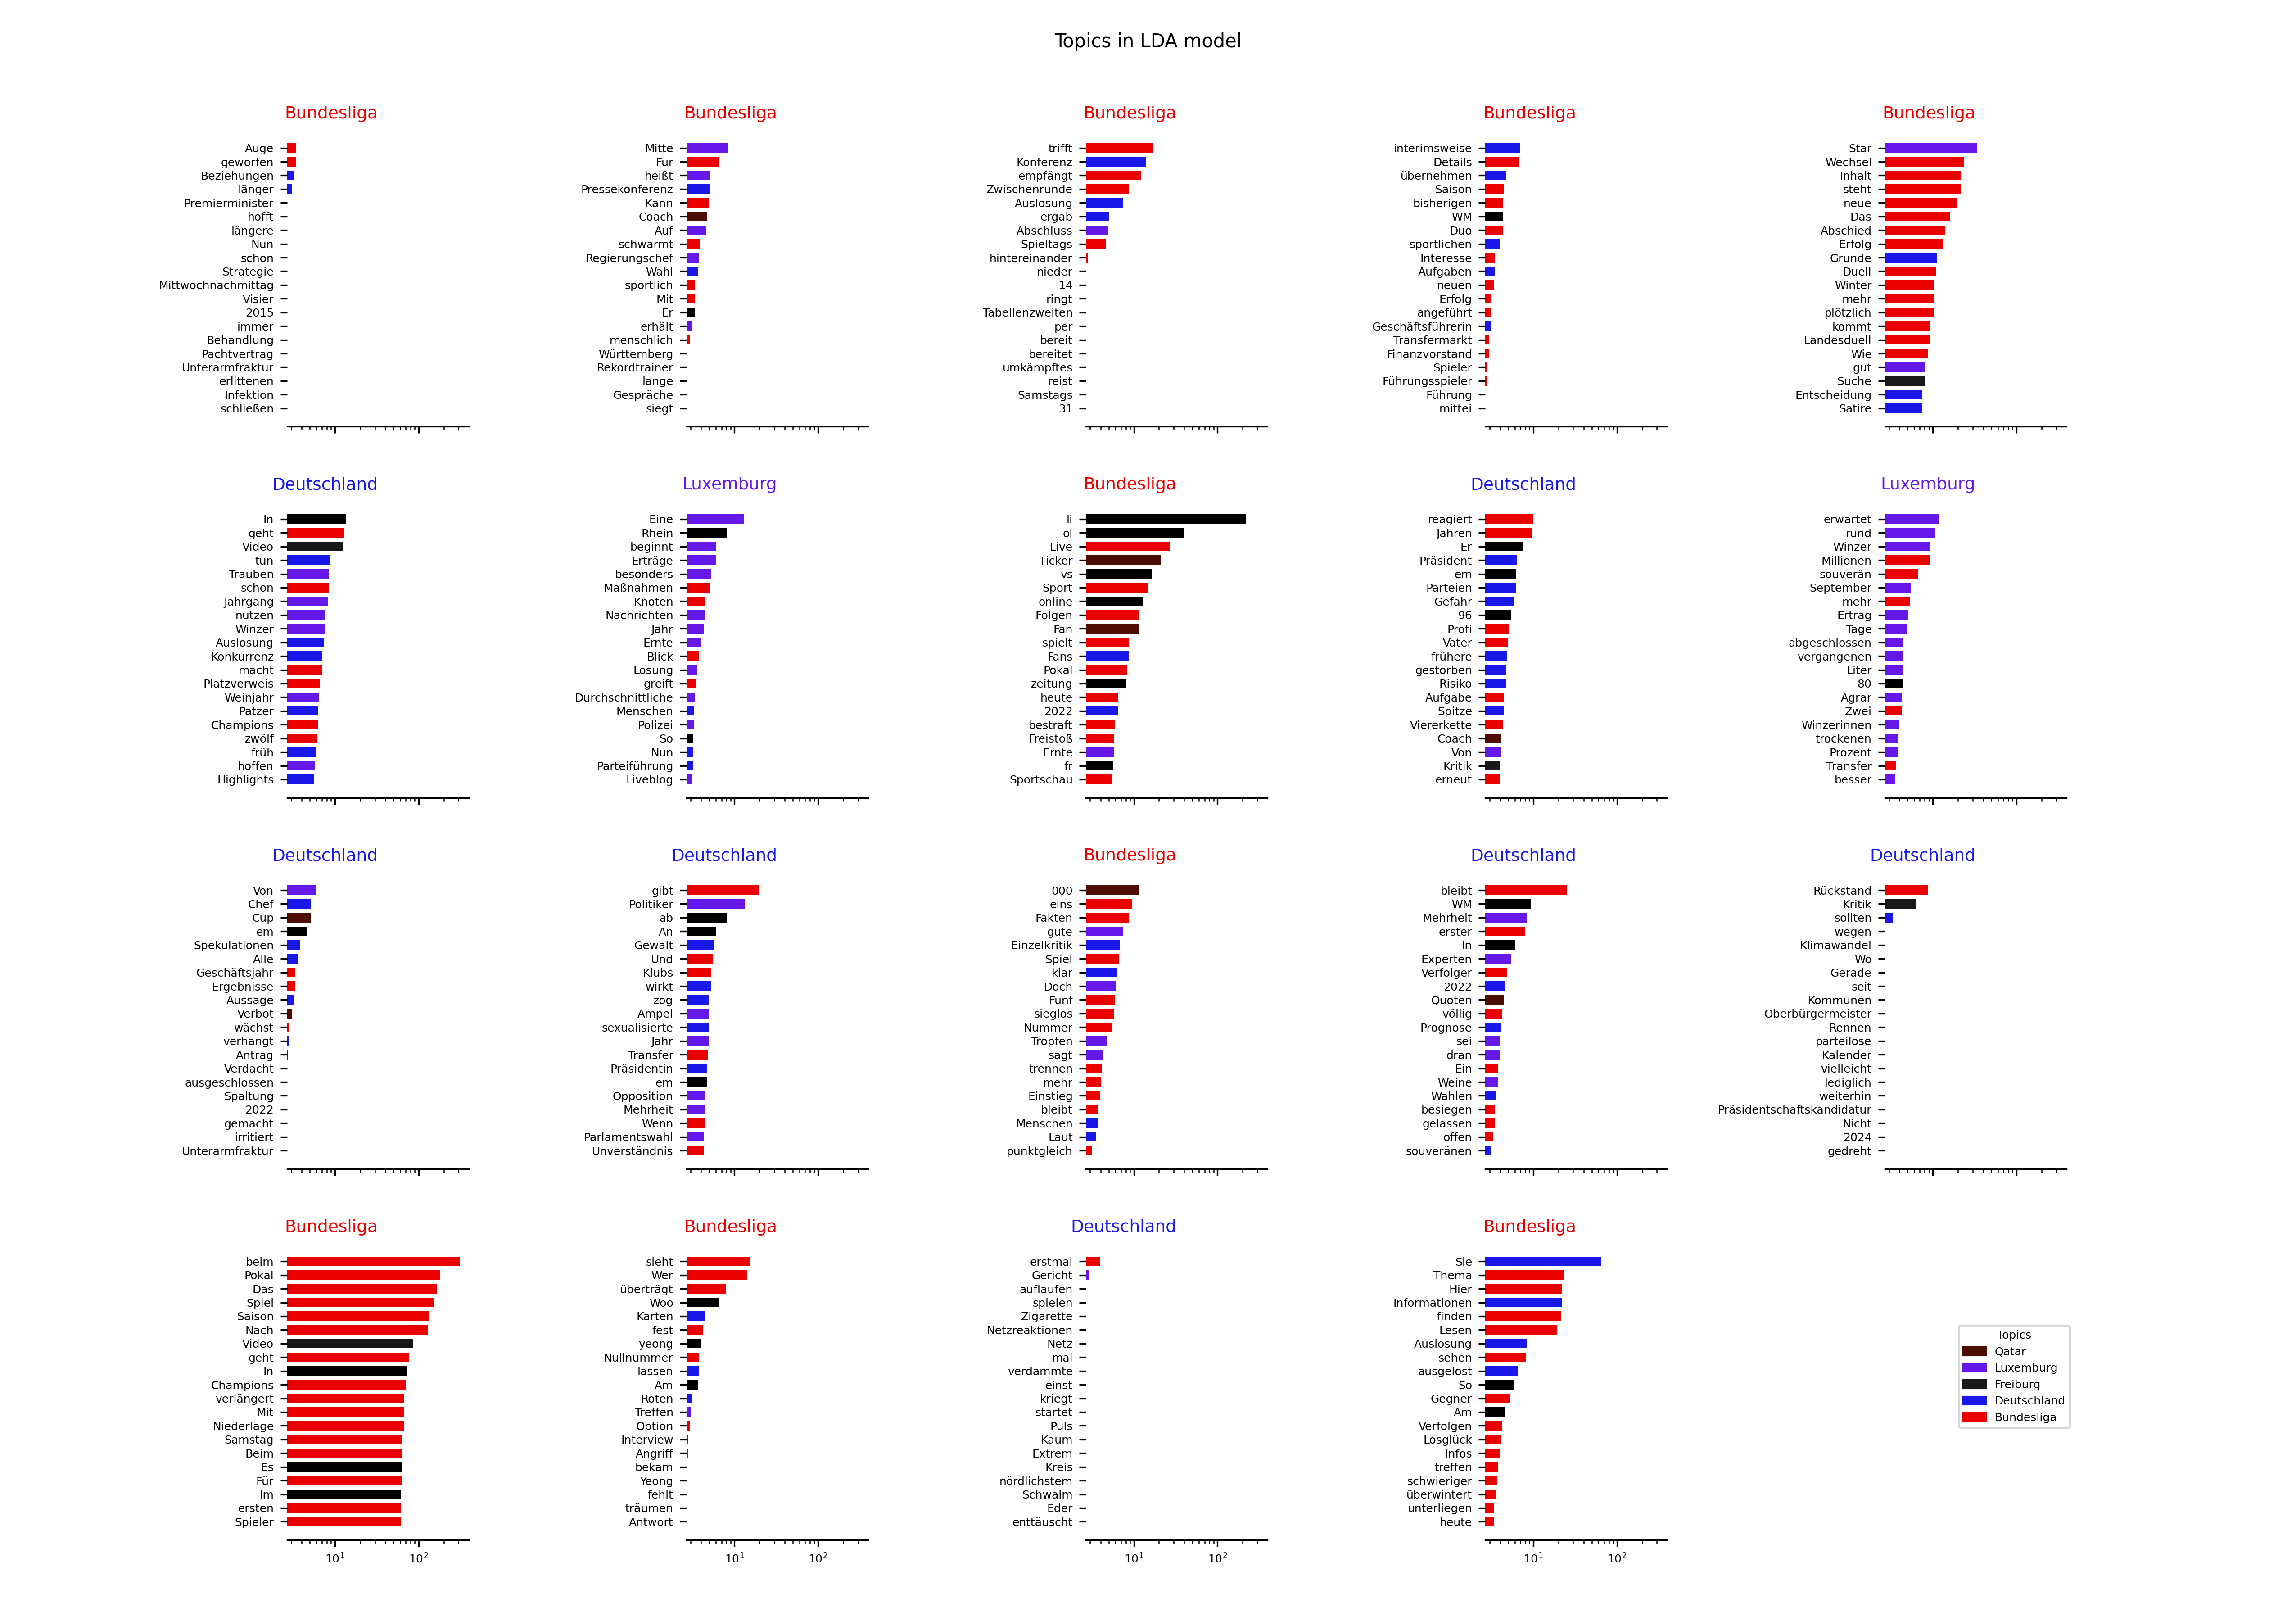 Topics in LDA model
Bundesliga
Auge
geworfen
Beziehungen
länger
Premierminister
hofft
längere
Nun
schon
Strategie
Mittwochnachmittag
Visier
2015
immer
Behandlung
Pachtvertrag
Unterarmfraktur
erlittenen
Infektion
schließen
Bundesliga
Mitte
Für
heißt
Pressekonferenz
Kann
Coach
Auf
schwärmt
Regierungschef
Wahl
sportlich
Mit
Er
erhält
menschlich
Württemberg
Rekordtrainer
lange
Gespräche
siegt
Bundesliga
trifft
Konferenz
empfängt
Zwischenrunde
Auslosung
ergab
Abschluss
Spieltags
hintereinander
nieder
14
ringt
Tabellenzweiten
per
bereit
bereitet
umkämpftes
reist
Samstags
31
Bundesliga
interimsweise
Details
übernehmen
Saison
bisherigen
WM
Duo
sportlichen
Interesse
Aufgaben
neuen
Erfolg
angeführt
Geschäftsführerin
Transfermarkt
Finanzvorstand
Spieler
Führungsspieler
Führung
mittei
Bundesliga
Star
Wechsel
Inhalt
steht
neue
Das
Abschied
Erfolg
Gründe
Duell
Winter
mehr
plötzlich
kommt
Landesduell
Wie
gut
Suche
Entscheidung
Satire
Deutschland
In
geht
Video
tun
Trauben
schon
Jahrgang
nutzen
Winzer
Auslosung
Konkurrenz
macht
Platzverweis
Weinjahr
Patzer
Champions
zwölf
früh
hoffen
Highlights
Luxemburg
Eine
Rhein
beginnt
Erträge
besonders
Maßnahmen
Knoten
Nachrichten
Jahr
Ernte
Blick
Lösung
greift
Durchschnittliche
Menschen
Polizei
So
Nun
Parteiführung
Liveblog
Bundesliga
li
ol
Live
Ticker
vs
Sport
online
Folgen
Fan
spielt
Fans
Pokal
zeitung
heute
2022
bestraft
Freistoß
Ernte
fr
Sportschau
Deutschland
reagiert
Jahren
Er
Präsident
em
Parteien
Gefahr
96
Profi
Vater
frühere
gestorben
Risiko
Aufgabe
Spitze
Viererkette
Coach
Von
Kritik
erneut
Luxemburg
erwartet
rund
Winzer
Millionen
souverän
September
mehr
Ertrag
Tage
abgeschlossen
vergangenen
Liter
80
Agrar
Zwei
Winzerinnen
trockenen
Prozent
Transfer
besser
Deutschland
Von
Chef
Cup
em
Spekulationen
Alle
Geschäftsjahr
Ergebnisse
Aussage
Verbot
wächst
verhängt
Antrag
Verdacht
ausgeschlossen
Spaltung
2022
gemacht
irritiert
Unterarmfraktur
Deutschland
gibt
Politiker
ab
An
Gewalt
Und
Klubs
wirkt
zog
Ampel
sexualisierte
Jahr
Transfer
Präsidentin
em
Opposition
Mehrheit
Wenn
Parlamentswahl
Unverständnis
Bundesliga
000
eins
Fakten
gute
Einzelkritik
Spiel
klar
Doch
Fünf
sieglos
Nummer
Tropfen
sagt
trennen
mehr
Einstieg
bleibt
Menschen
Laut
punktgleich
Deutschland
bleibt
WM
Mehrheit
erster
In
Experten
Verfolger
2022
Quoten
völlig
Prognose
sei
dran
Ein
Weine
Wahlen
besiegen
gelassen
offen
souveränen
Deutschland
Rückstand
Kritik
sollten
wegen
Klimawandel
Wo
Gerade
seit
Kommunen
Oberbürgermeister
Rennen
parteilose
Kalender
vielleicht
lediglich
weiterhin
Präsidentschaftskandidatur
Nicht
2024
gedreht
Bundesliga
beim
Pokal
Das
Spiel
Saison
Nach
Video
geht
In
Champions
verlängert
Mit
Niederlage
Samstag
Beim
Es
Für
Im
ersten
Spieler
10¹ 10²
Bundesliga
sieht
Wer
überträgt
Woo
Karten
fest
yeong
Nullnummer
lassen
Am
Roten
Treffen
Option
Interview
Angriff
bekam
Yeong
fehlt
träumen
Antwort
10¹ 10²
Deutschland
erstmal
Gericht
auflaufen
spielen
Zigarette
Netzreaktionen
Netz
mal
verdammte
einst
kriegt
startet
Puls
Kaum
Extrem
Kreis
nördlichstem
Schwalm
Eder
enttäuscht
10¹ 10²
Bundesliga
Sie
Thema
Hier
Informationen
finden
Lesen
Auslosung
sehen
ausgelost
So
Gegner
Am
Verfolgen
Losglück
Infos
treffen
schwieriger
überwintert
unterliegen
heute
10¹ 10²
Topics
Qatar
Luxemburg
Freiburg
Deutschland
Bundesliga